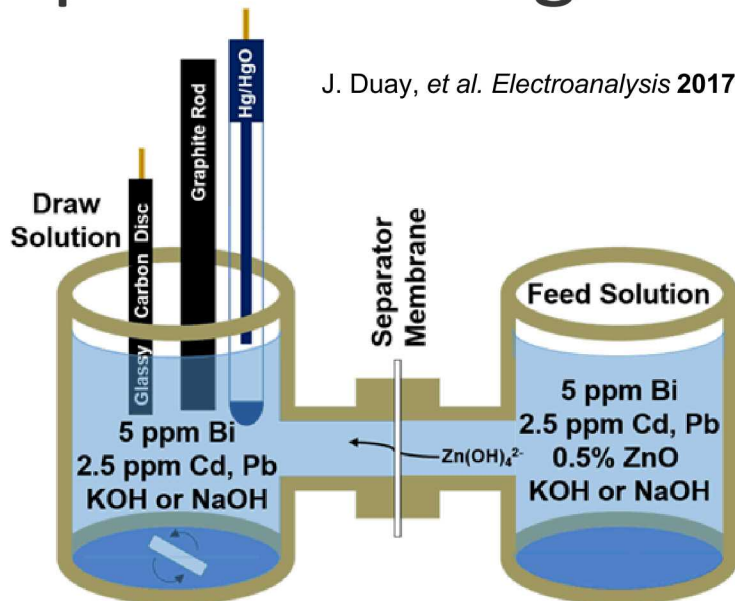 J. Duay, et al. Electroanalysis 2017
Hg/HgO
Graphite Rod
Glassy Carbon Disc
Draw
Solution
Separator
Membrane
Feed Solution
5 ppm Bi
2.5 ppm Cd, Pb
KOH or NaOH
Zn(OH)₄²⁻
5 ppm Bi
2.5 ppm Cd, Pb
0.5% ZnO
KOH or NaOH